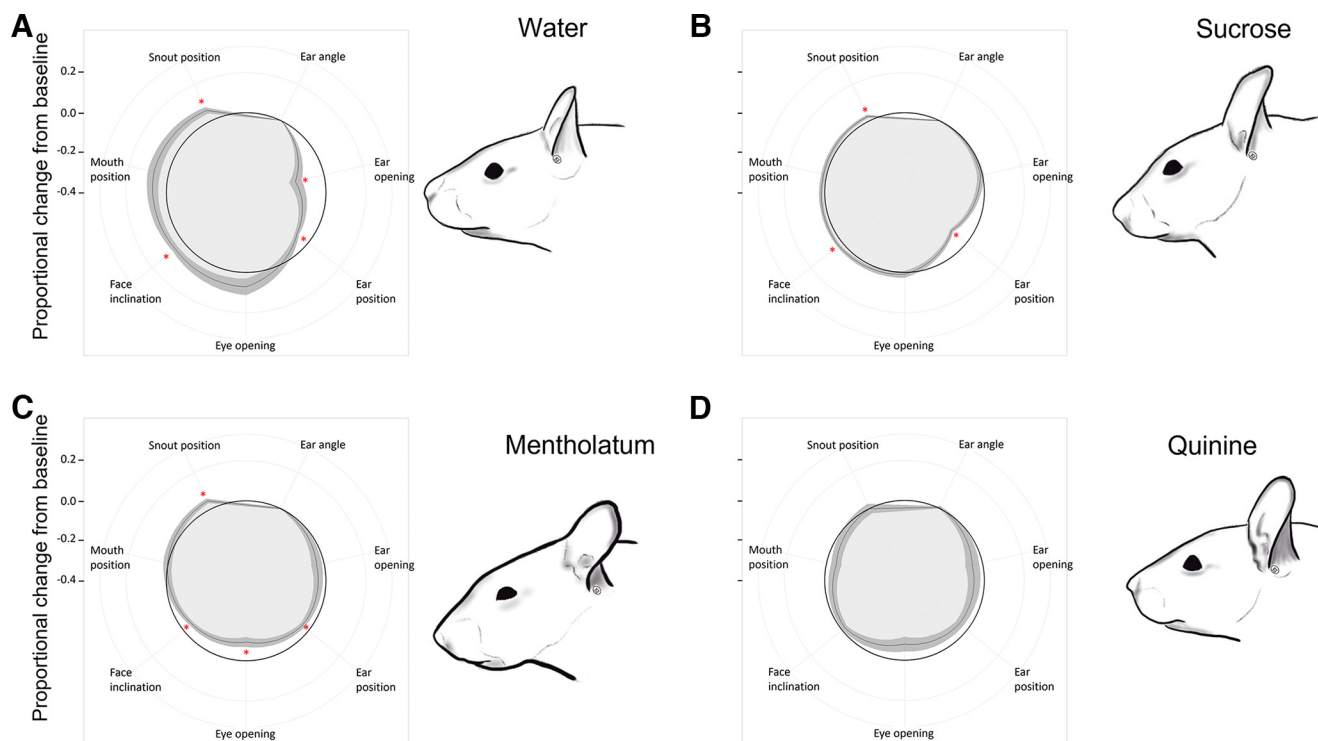 A
Water
Proportional change from baseline
0.2
0.0
-0.2
-0.4
Snout position
Ear angle
*
Mouth
position
Ear
opening
*
*
*
Face
inclination
Ear
position
Eye opening
B
Sucrose
Snout position
Ear angle
*
Mouth
position
Ear
opening
*
*
Face
inclination
Ear
position
Eye opening
C
Mentholatum
Proportional change from baseline
0.2
0.0
-0.2
-0.4
Snout position
Ear angle
*
Mouth
position
Ear
opening
*
*
*
Face
inclination
Ear
position
Eye opening
D
Quinine
Snout position
Ear angle
Mouth
position
Ear
opening
Face
inclination
Ear
position
Eye opening